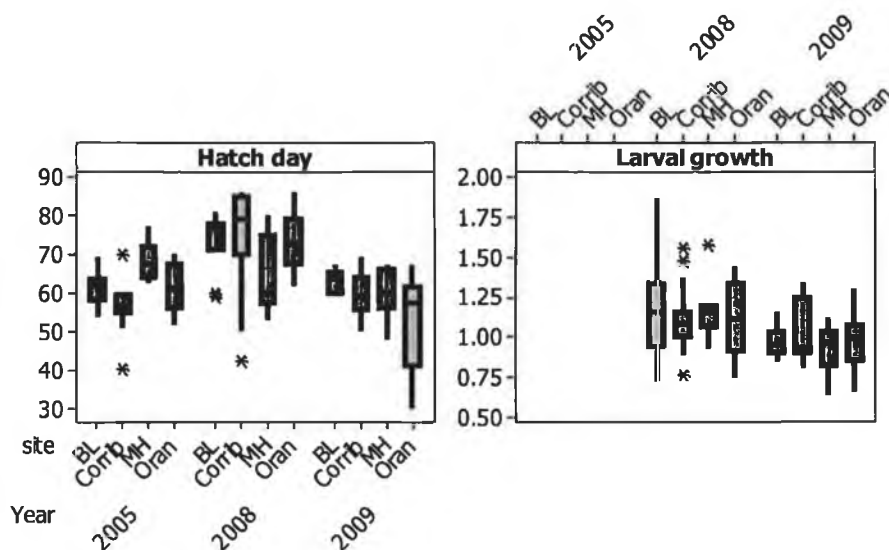 2005 2008 2009
BL Corrib MH Oran BL Corrib MH Oran BL Corrib MH Oran
Hatch day Larval growth
90 2.00
80 1.75
70 1.50
60 1.25
50 1.00
40 0.75
30 0.50
site BL Corrib MH Oran BL Corrib MH Oran BL Corrib MH Oran
Year 2005 2008 2009